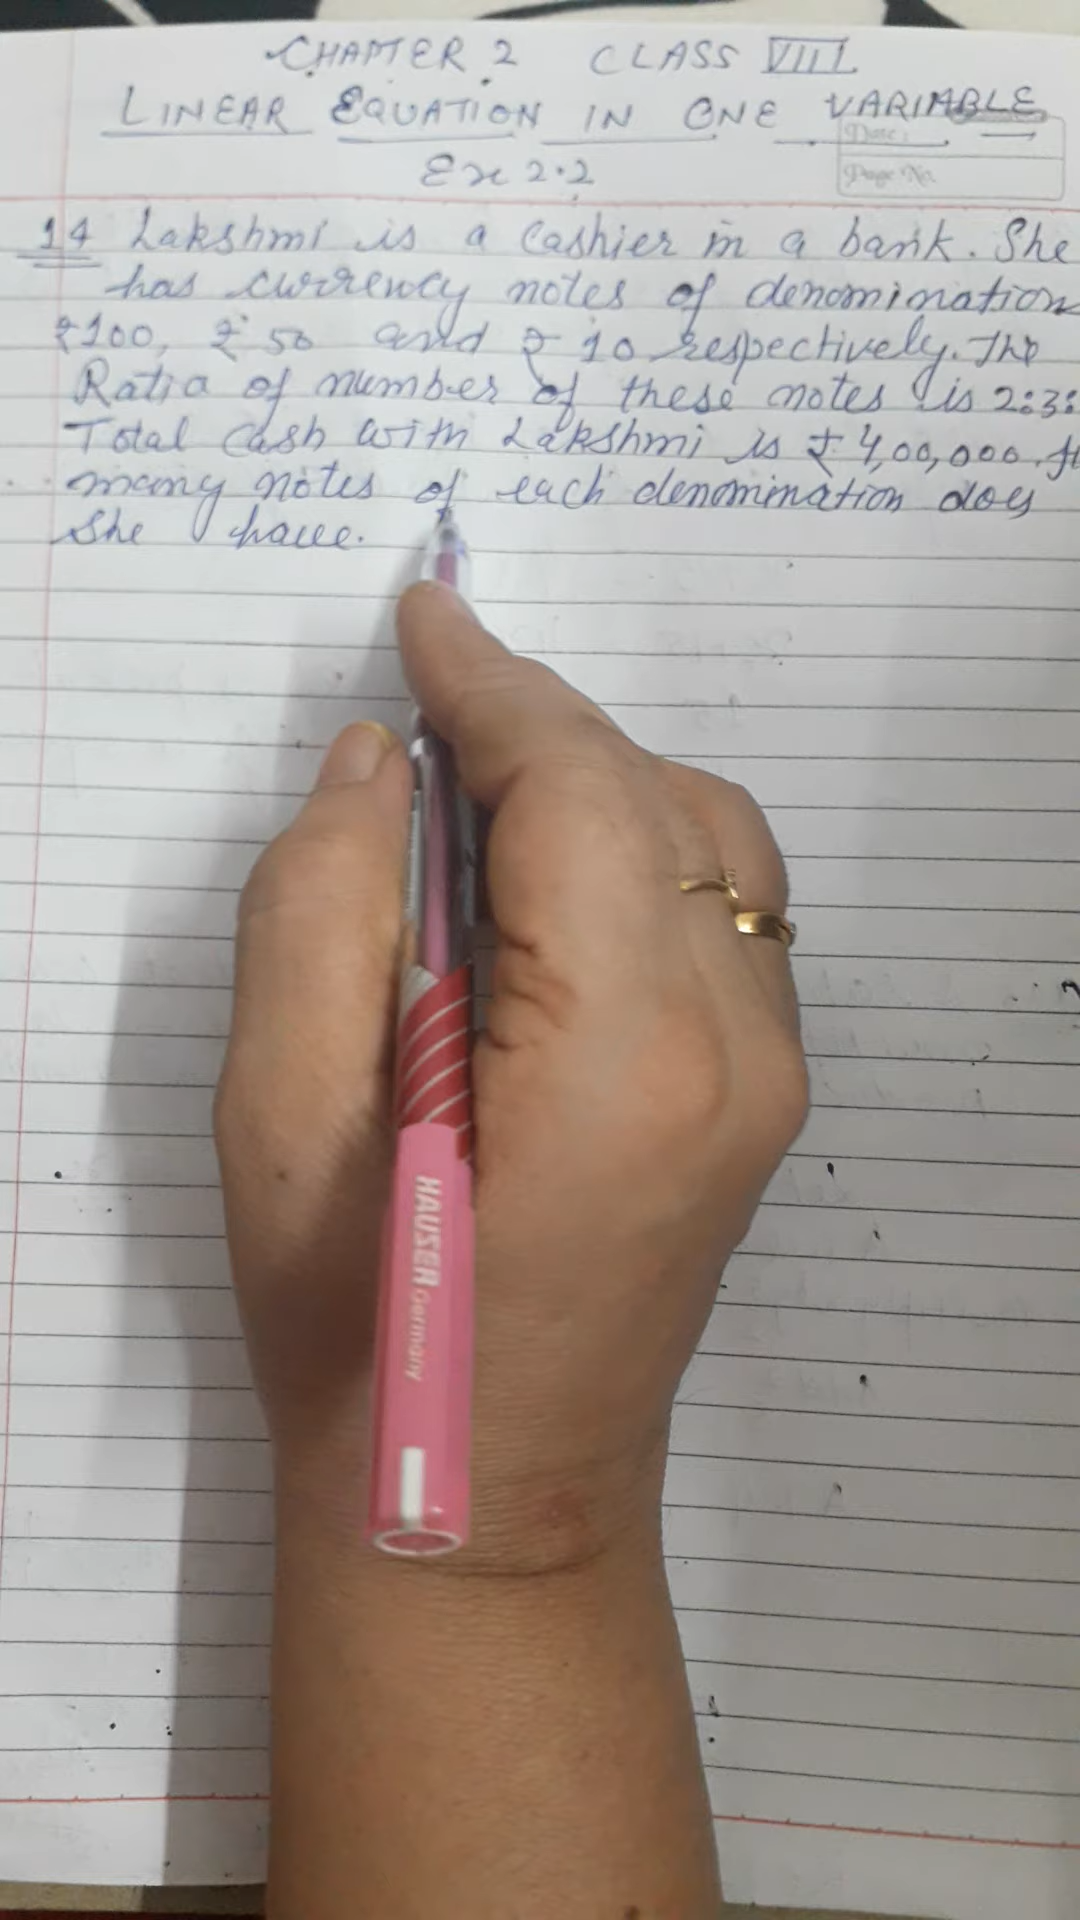 CHAPTER 2 CLASS VIII
LINEAR EQUATION IN ONE VARIABLE
Date:
Page No.
Ex 2.2
14 Lakshmi is a cashier in a bank. She
has currency notes of denomination
₹100, ₹50 and ₹10 respectively. The
Ratio of number of these notes is 2:3:
Total cash with Lakshmi is ₹4,00,000.
many notes of each denomination does
she have.
HAUSER Germany